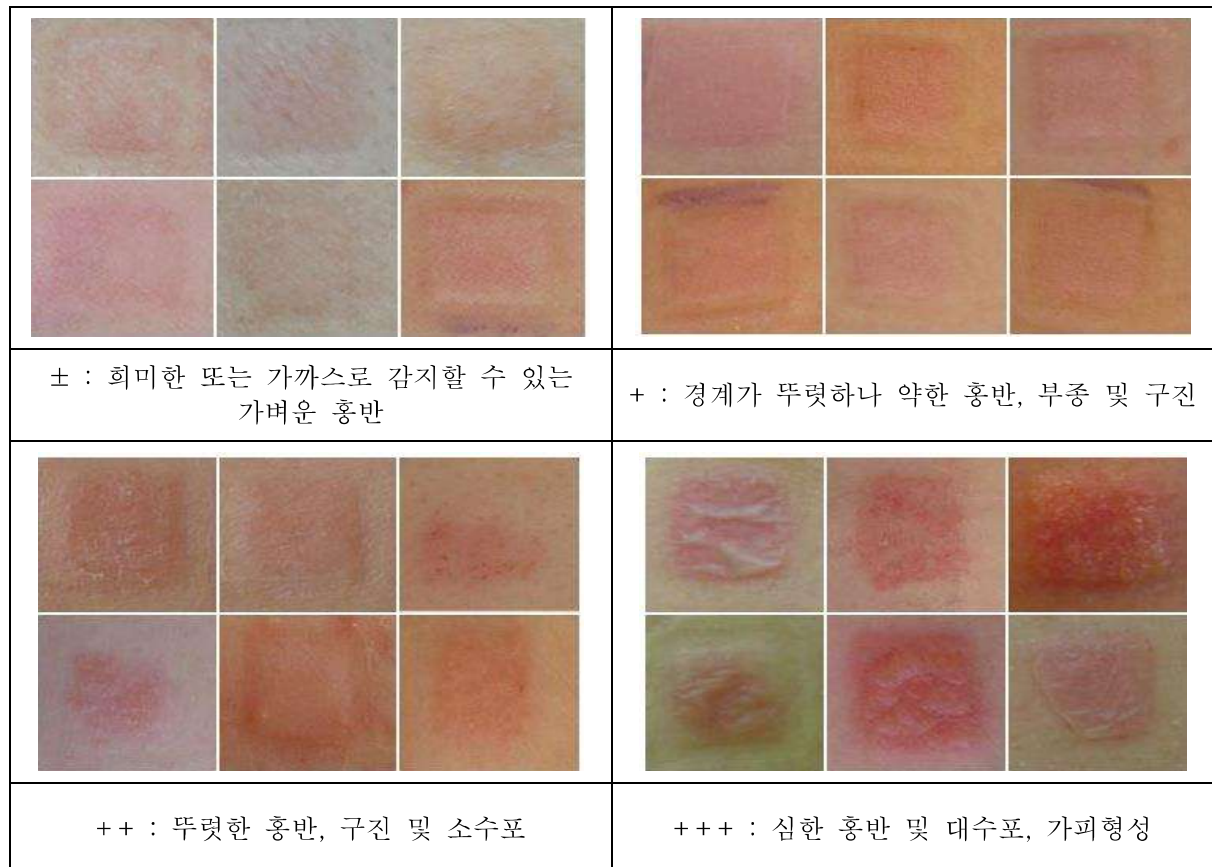 ± : 희미한 또는 가까스로 감지할 수 있는
가벼운 홍반
+ : 경계가 뚜렷하나 약한 홍반, 부종 및 구진
++ : 뚜렷한 홍반, 구진 및 소수포
+++ : 심한 홍반 및 대수포, 가피형성